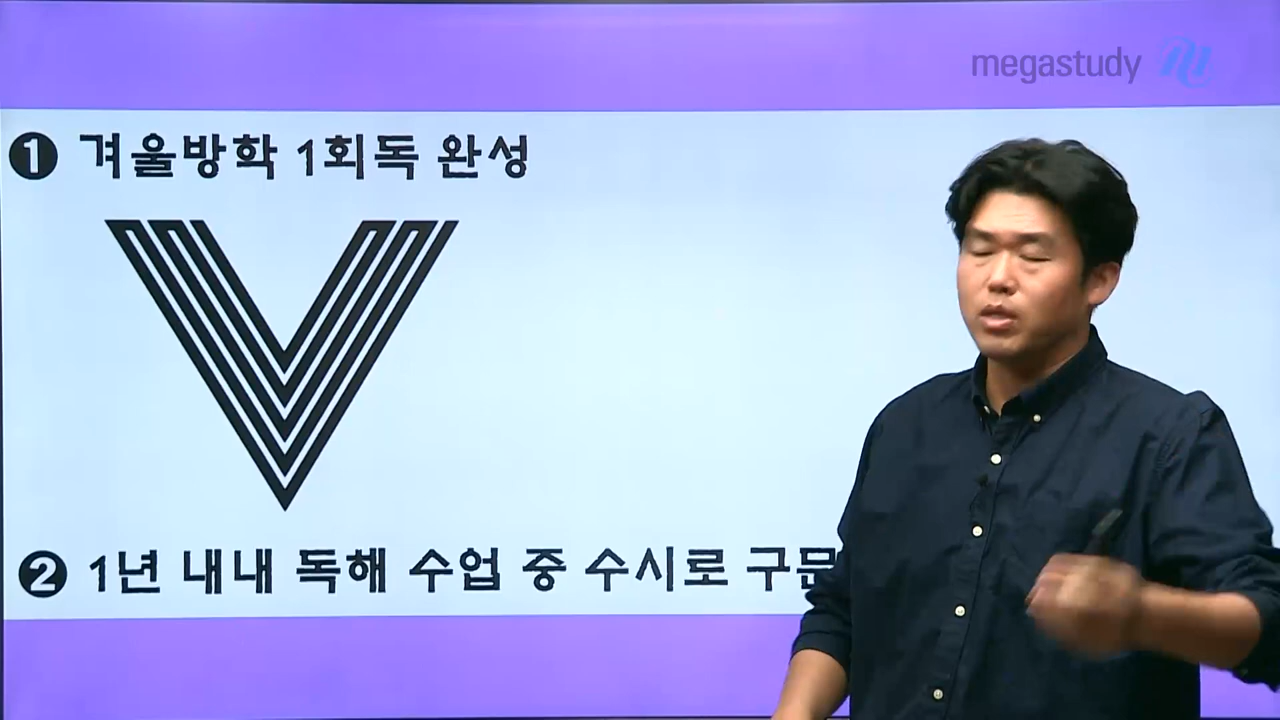 megastudy
❶ 겨울방학 1회독 완성
V
❷ 1년 내내 독해 수업 중 수시로 구문